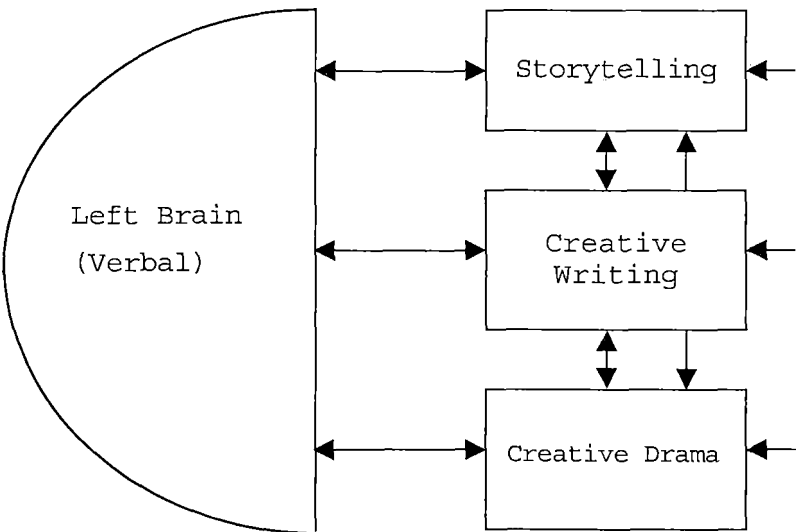 Storytelling
Left Brain
(Verbal)
Creative
Writing
Creative Drama